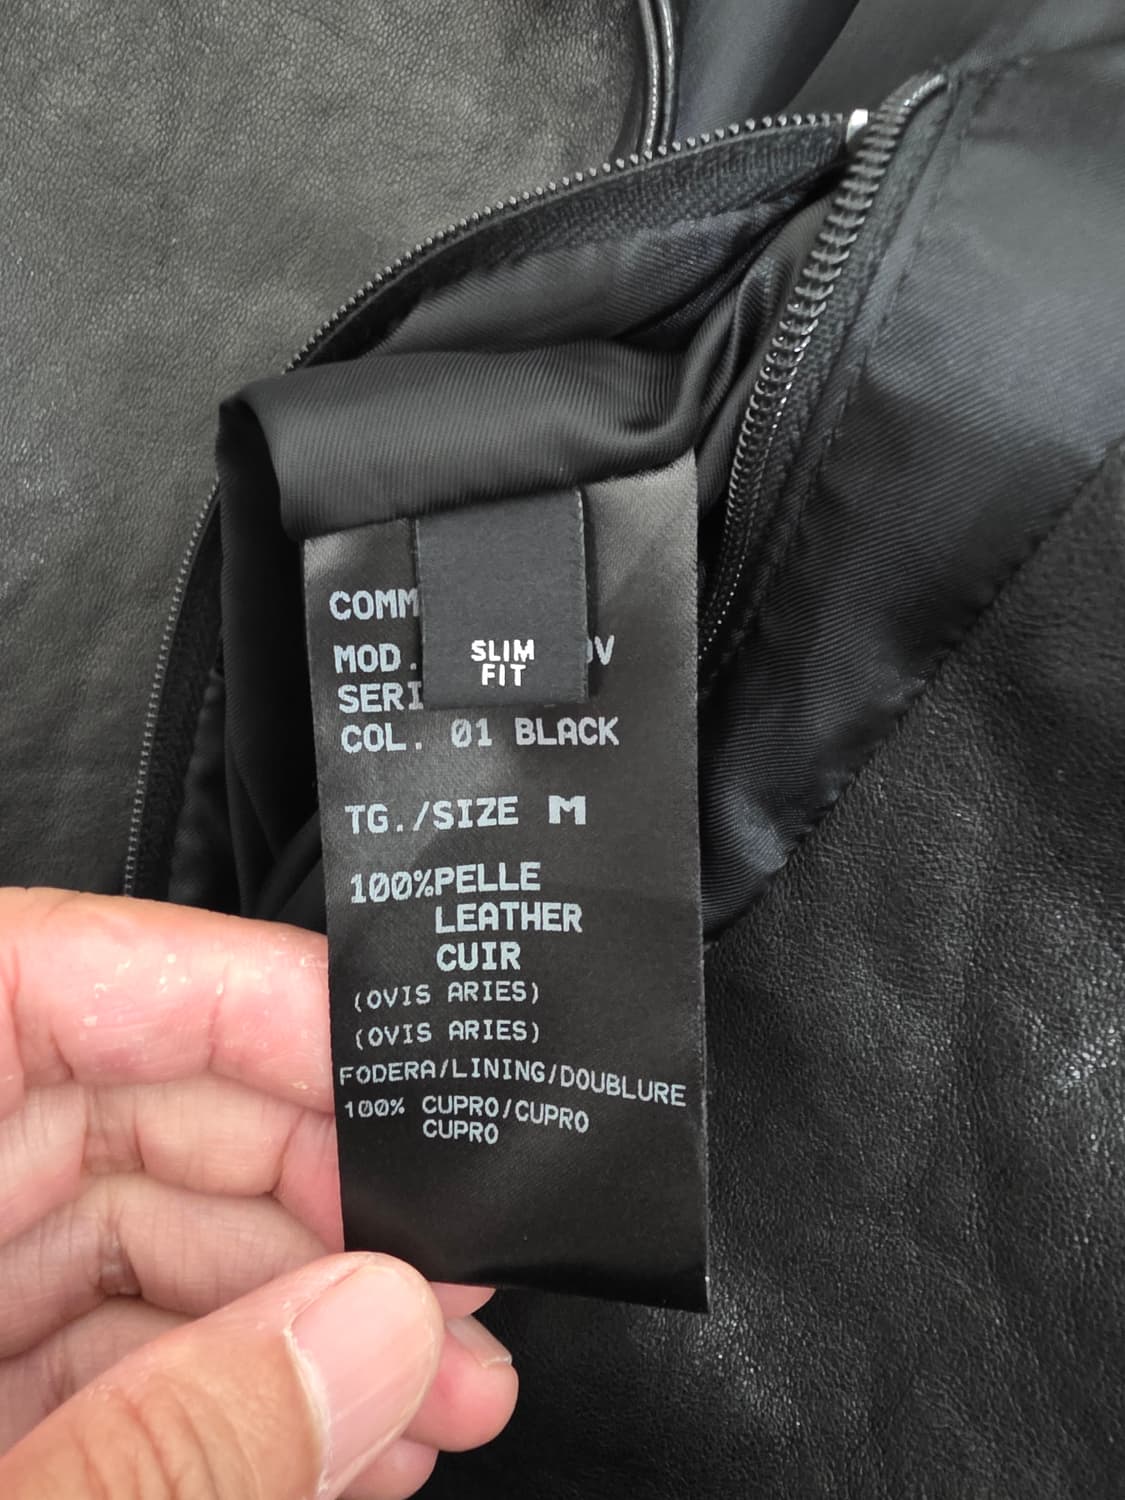 SLIM
FIT
COMM
MOD.
SERI
COL. 01 BLACK
TG./SIZE M
100%PELLE
LEATHER
CUIR
(OVIS ARIES)
(OVIS ARIES)
FODERA/LINING/DOUBLURE
100% CUPRO/CUPRO
CUPRO